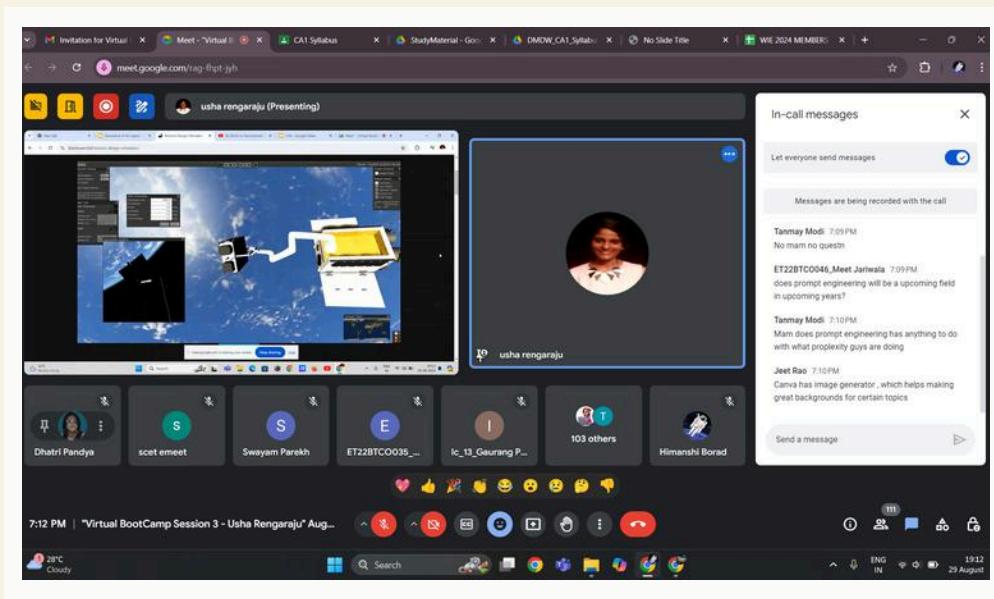 Invitation for Virtual
Meet - "Virtual B
CA1 Syllabus
StudyMaterial - Goo
DMDW_CA1_Syllabu
No Slide Title
WIE 2024 MEMBERS
meet.google.com/rag-fhpt-jyh
usha rengaraju (Presenting)
usha rengaraju
In-call messages
Let everyone send messages
Messages are being recorded with the call
Tanmay Modi 7:09 PM
No mam no questn
ET22BTCO046_Meet Jariwala 7:09 PM
does prompt engineering will be a upcoming field
in upcoming years?
Tanmay Modi 7:10 PM
Mam does prompt engineering has anything to do
with what proplexity guys are doing
Jeet Rao 7:10 PM
Canva has image generator , which helps making
great backgrounds for certain topics
Send a message
Dhatri Pandya
S
scet emeet
S
Swayam Parekh
E
ET22BTCO035_...
I
Ic_13_Gaurang P...
T
103 others
Himanshi Borad
7:12 PM | "Virtual BootCamp Session 3 - Usha Rengaraju" Aug...
111
28°C
Cloudy
Search
ENG
IN
19:12
29 August